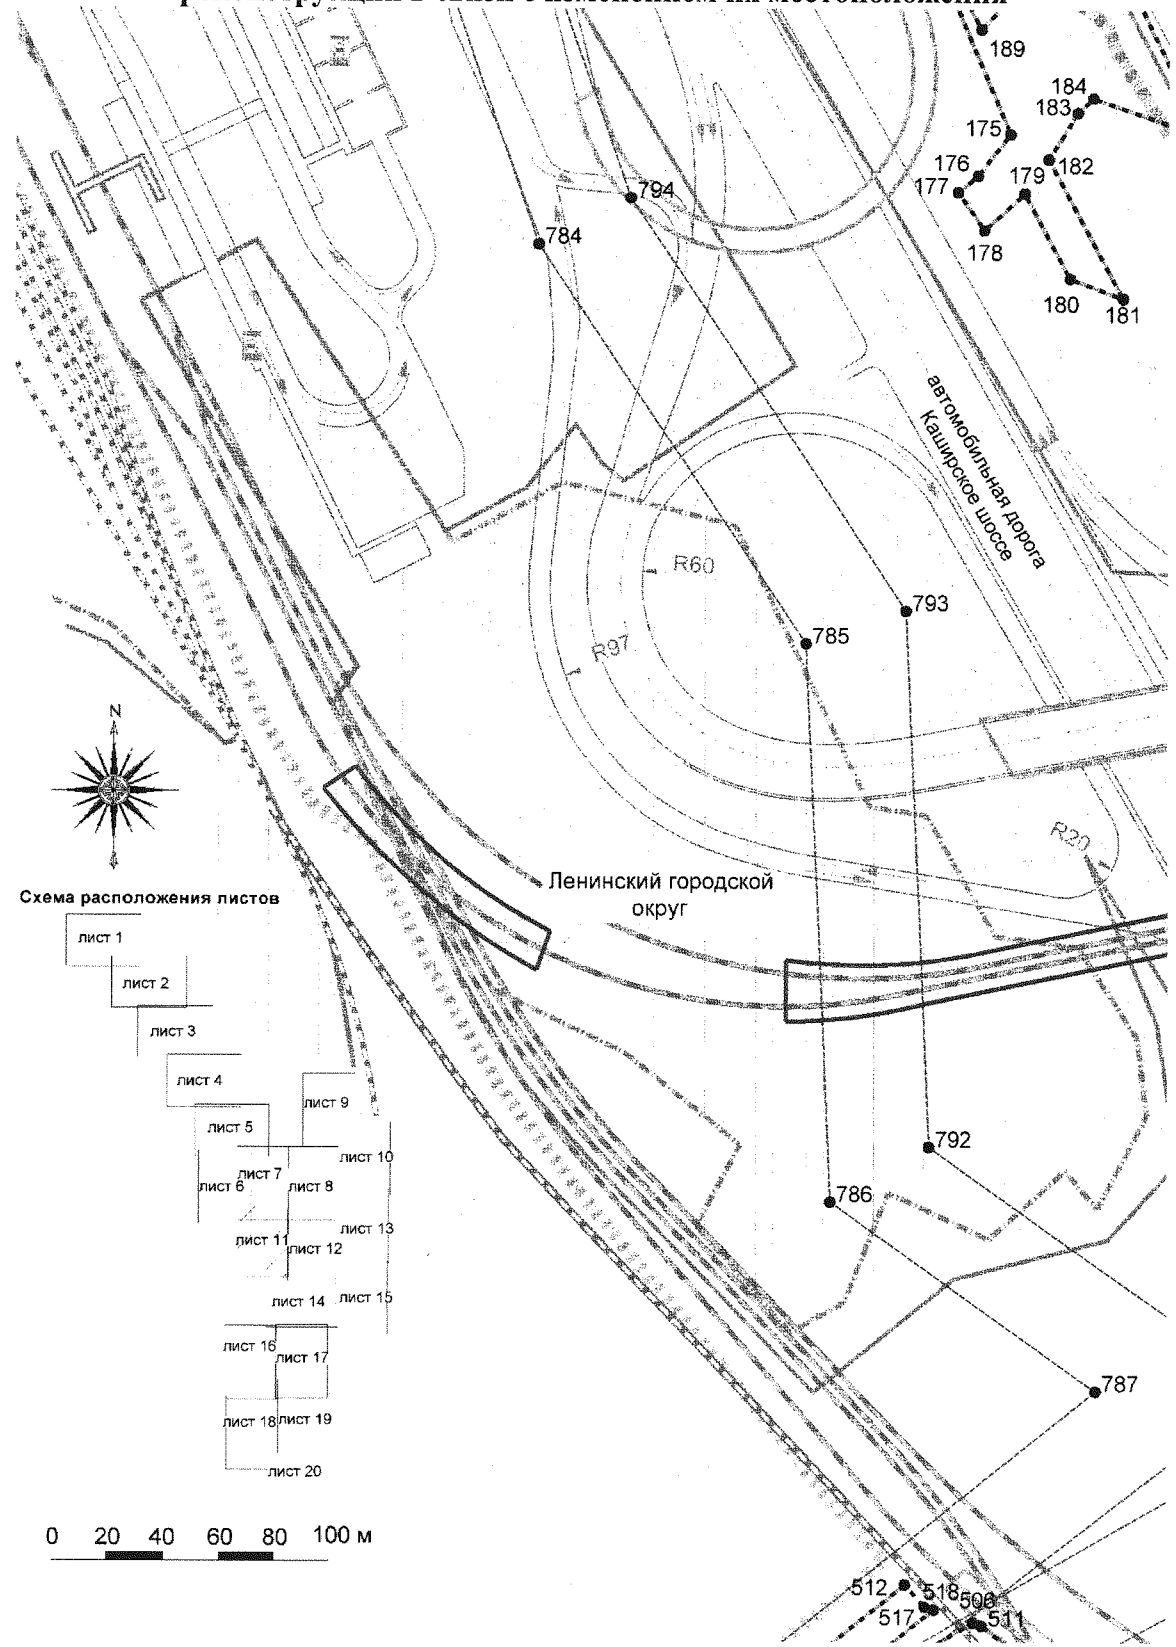 189
184
183
175
182
176
179
177
794
178
784
180
181
автомобильная дорога
Каширское шоссе
R60
793
785
R97
N
R20
Ленинский городской
округ
Схема расположения листов
лист 1
лист 2
лист 3
лист 4
лист 9
лист 5
лист 10
лист 7
лист 6
лист 8
792
786
лист 13
лист 11
лист 12
лист 14
лист 15
лист 16
лист 17
787
лист 18
лист 19
лист 20
0 20 40 60 80 100 м
512
518
506
517
511